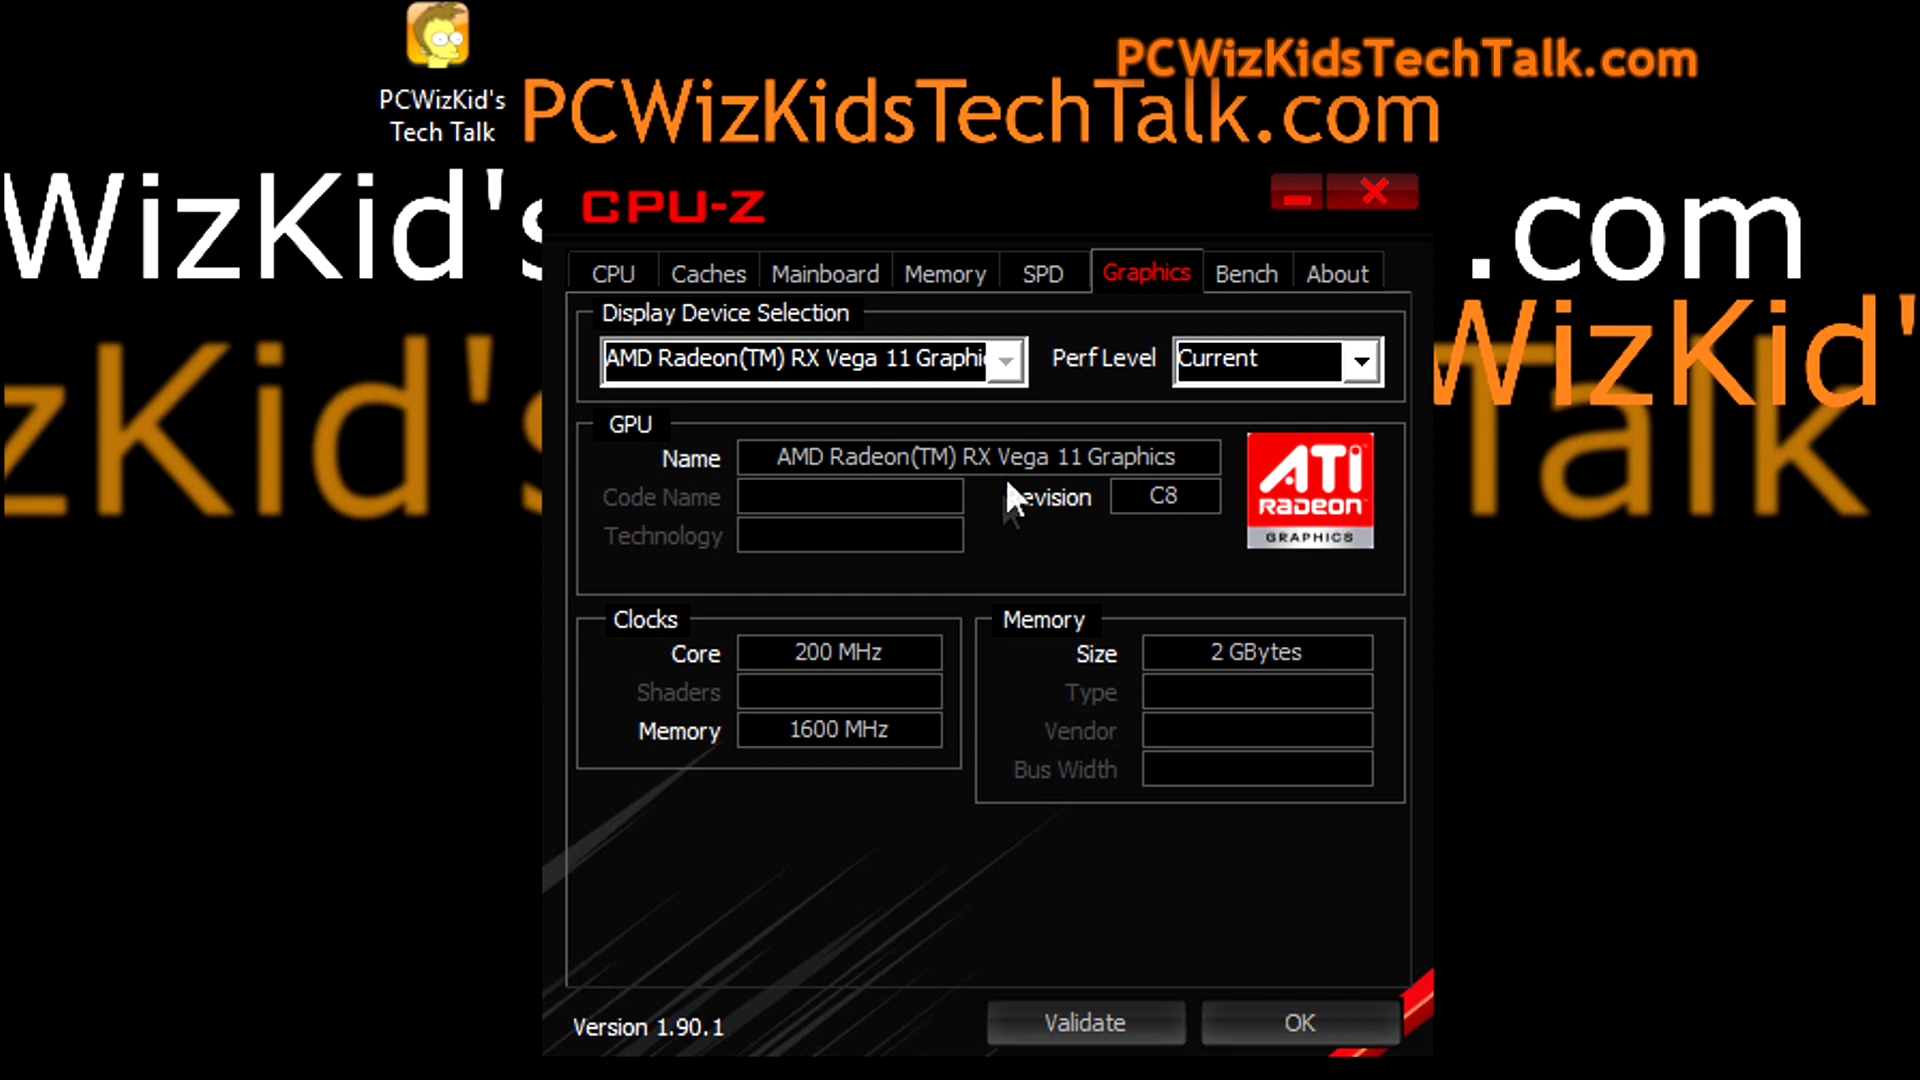 PCWizKidsTechTalk.com
PCWizKid's
Tech Talk
PCWizKidsTechTalk.com
WizKid's
.com
CPU-Z
CPU
Caches
Mainboard
Memory
SPD
Graphics
Bench
About
WizKid'
zKid's
Talk
Display Device Selection
AMD Radeon(TM) RX Vega 11 Graphi
Perf Level
Current
GPU
Name
AMD Radeon(TM) RX Vega 11 Graphics
Code Name
evision
C8
Technology
ATI
RADEON
GRAPHICS
Clocks
Core
200 MHz
Shaders
Memory
1600 MHz
Memory
Size
2 GBytes
Type
Vendor
Bus Width
Version 1.90.1
Validate
OK